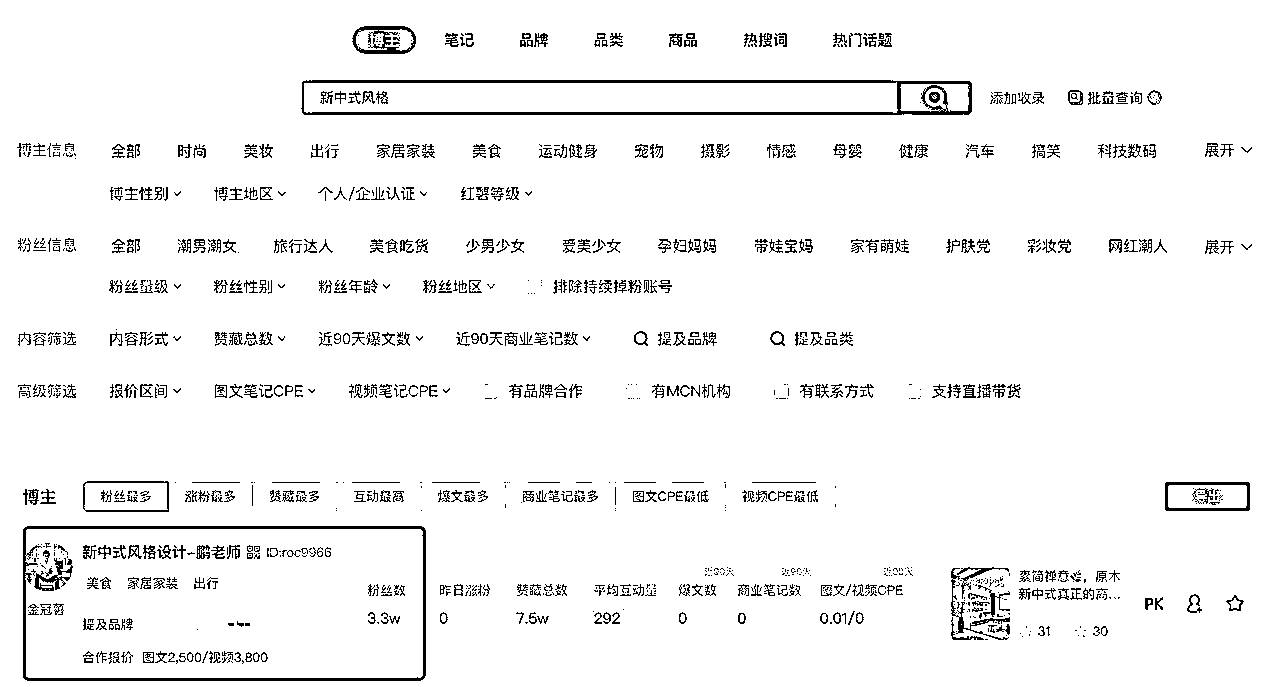 博主 笔记 品牌 品类 商品 热搜词 热门话题
新中式风格 添加收录 批量查询
博主信息 全部 时尚 美妆 出行 家居家装 美食 运动健身 宠物 摄影 情感 母婴 健康 汽车 搞笑 科技数码 展开
博主性别 博主地区 个人/企业认证 红薯等级
粉丝信息 全部 潮男潮女 旅行达人 美食吃货 少男少女 爱美少女 孕妇妈妈 带娃宝妈 家有萌娃 护肤党 彩妆党 网红潮人 展开
粉丝量级 粉丝性别 粉丝年龄 粉丝地区 排除持续掉粉账号
内容筛选 内容形式 赞藏总数 近90天爆文数 近90天商业笔记数 提及品牌 提及品类
高级筛选 报价区间 图文笔记CPE 视频笔记CPE 有品牌合作 有MCN机构 有联系方式 支持直播带货
博主 粉丝最多 涨粉最多 赞藏最多 互动最高 爆文最多 商业笔记最多 图文CPE最低 视频CPE最低
新中式风格设计-鹏老师 ID:roc9966
美食 家居家装 出行
金冠薯
提及品牌 ---
合作报价 图文2,500/视频3,800
近90天 近90天 近90天
粉丝数 昨日涨粉 赞藏总数 平均互动量 爆文数 商业笔记数 图文/视频CPE
3.3w 0 7.5w 292 0 0 0.01/0
素简禅意，原木
新中式真正的高...
31 30
PK